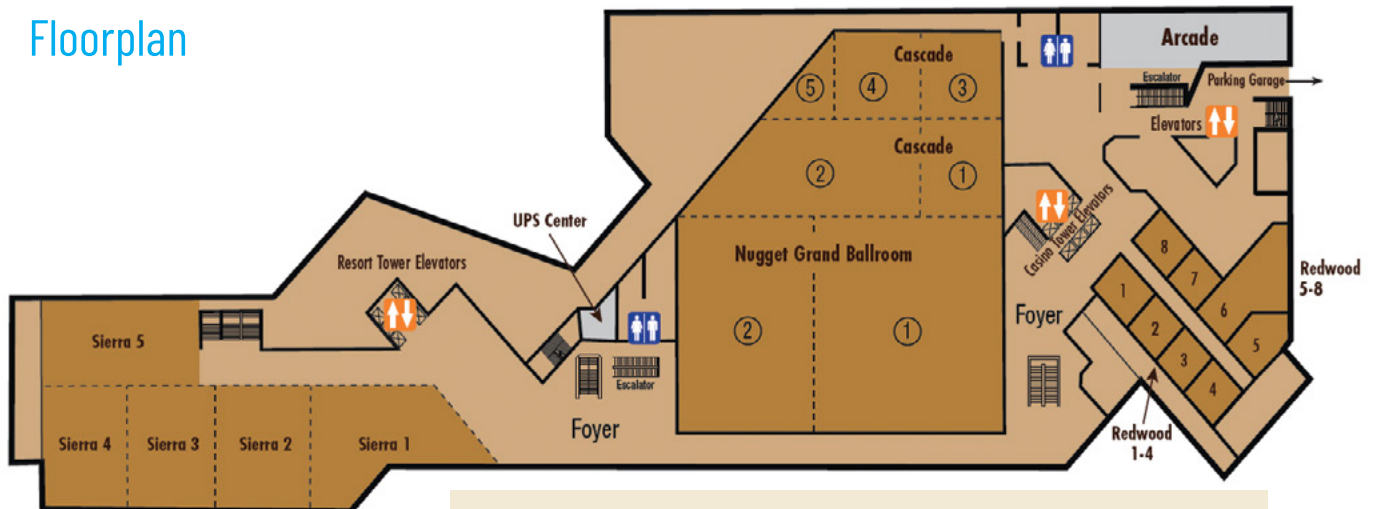 Floorplan
Arcade
Cascade
5
4
3
Escalator
Parking Garage
Elevators
Cascade
2
1
UPS Center
Casino Tower Elevators
Resort Tower Elevators
Nugget Grand Ballroom
8
7
6
5
Redwood
5-8
1
2
3
4
Foyer
2
1
Sierra 5
Escalator
Foyer
Sierra 4
Sierra 3
Sierra 2
Sierra 1
Redwood
1-4